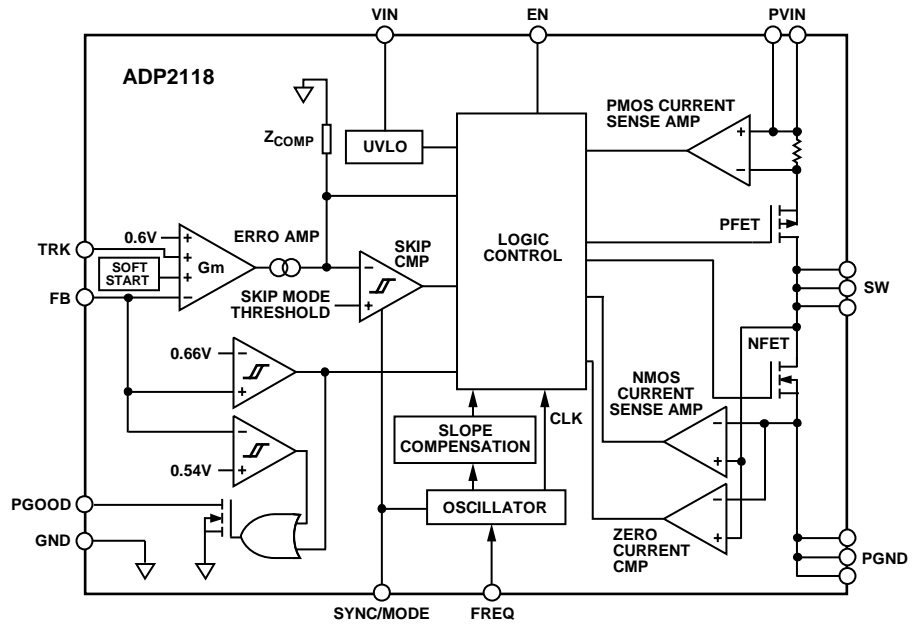 VIN
EN
PVIN
ADP2118
PMOS CURRENT
SENSE AMP
+
−
ZCOMP
UVLO
LOGIC
CONTROL
PFET
0.6V
+
+
+
−
Gm
ERRO AMP
TRK
SOFT
START
FB
SKIP
CMP
−
+
SKIP MODE
THRESHOLD
SW
NFET
0.66V
−
+
NMOS
CURRENT
SENSE AMP
−
+
CLK
SLOPE
COMPENSATION
−
0.54V
+
PGOOD
OSCILLATOR
−
+
ZERO
CURRENT
CMP
GND
PGND
SYNC/MODE
FREQ